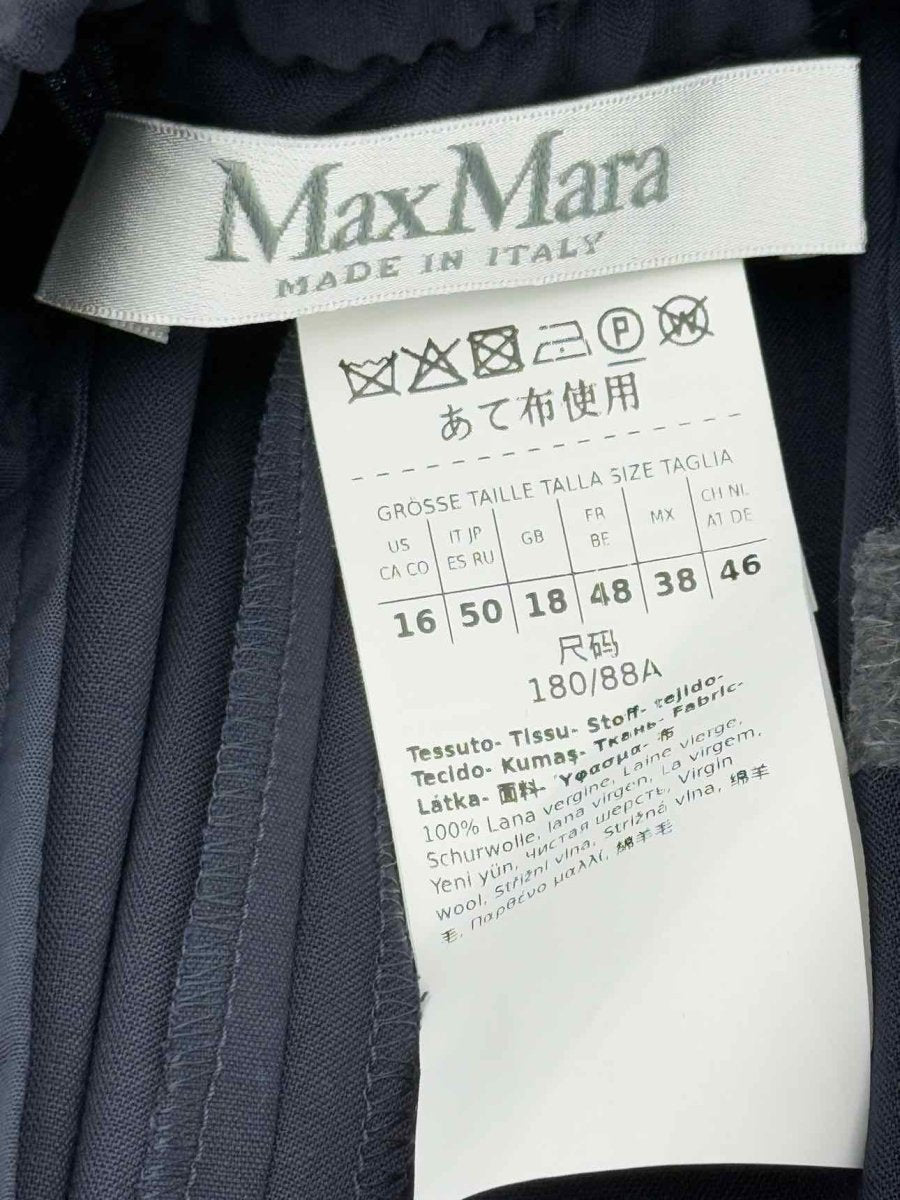 MaxMara
MADE IN ITALY
P W
あて布使用
GRÖSSE TAILLE TALLA SIZE TAGLIA
US CA CO IT JP ES RU GB FR BE MX CH NL AT DE
16 50 18 48 38 46
尺码
180/88A
Tessuto- Tissu- Stoff- tejido-
Tecido- Kumaş- Ткань- Fabric-
Látka- 面料- Υφασμα- 布
100% Lana vergine, Laine vierge,
Schurwolle, lana virgen, La virgem,
Yeni yün, чистая шерсть, Virgin
wool, Střižní vlna, Strižná vlna, 绵羊
毛, Παρθένο μαλλί, 綿羊毛